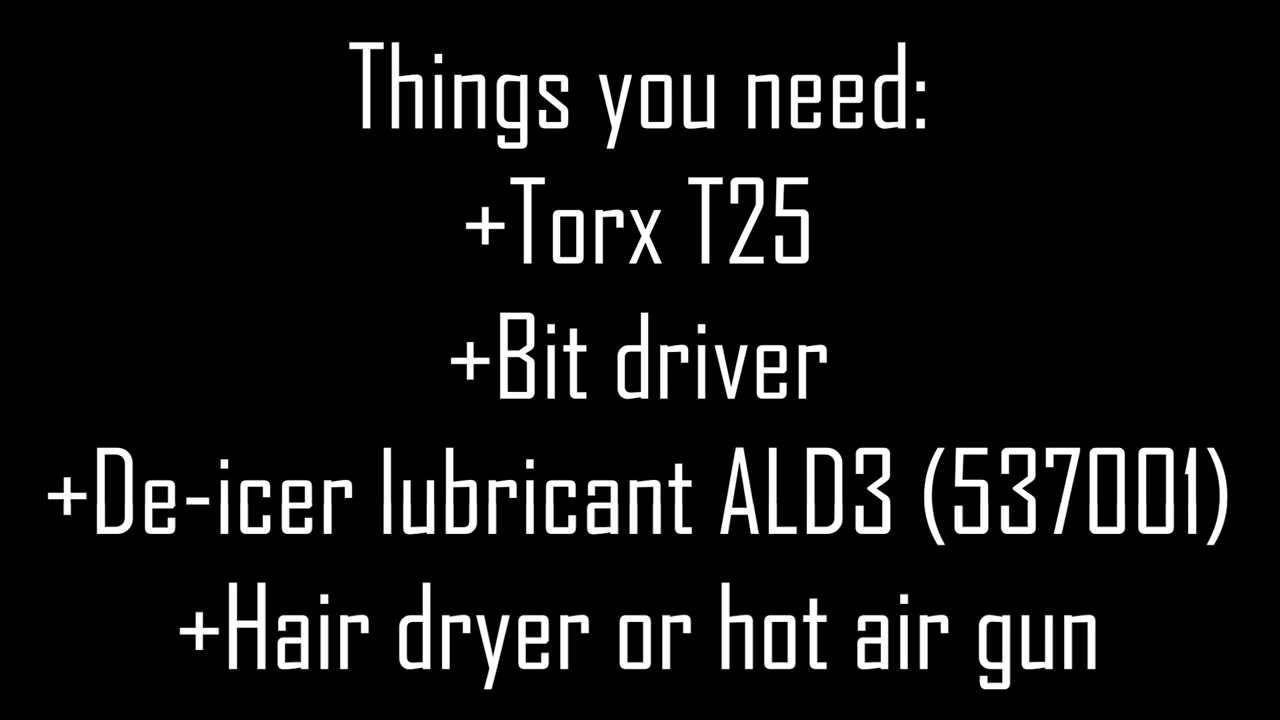 Things you need:
+Torx T25
+Bit driver
+De-icer lubricant ALD3 (537001)
+Hair dryer or hot air gun